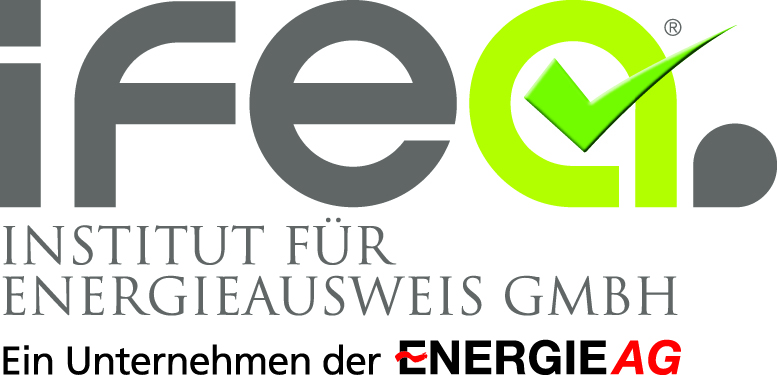 ifea.®
INSTITUT FÜR
ENERGIEAUSWEIS GMBH
Ein Unternehmen der ENERGIE AG